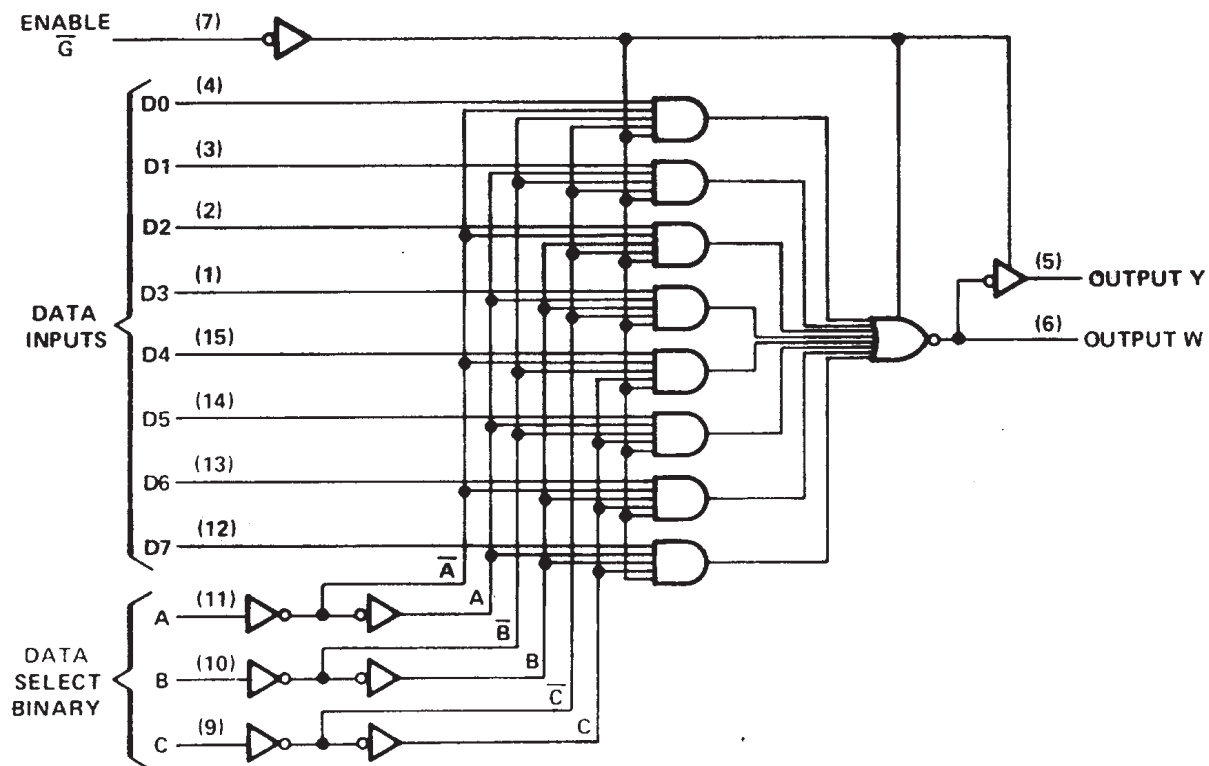 ENABLE
G̅ (7)
D0 (4)
D1 (3)
D2 (2)
D3 (1)
DATA
INPUTS
D4 (15)
D5 (14)
D6 (13)
D7 (12)
OUTPUT Y (5)
OUTPUT W (6)
DATA
SELECT
BINARY
A (11)
A̅
A
B (10)
B̅
B
C (9)
C̅
C